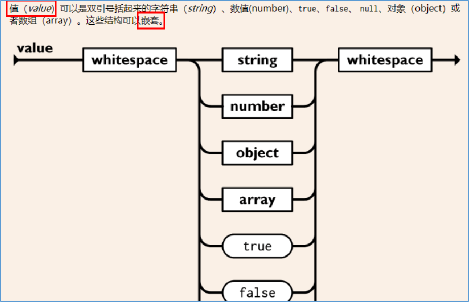 值（value）可以是双引号括起来的字符串（string）、数值(number)、true、false、null、对象（object）或
者数组（array）。这些结构可以嵌套。
value
whitespace string whitespace
number
object
array
true
false